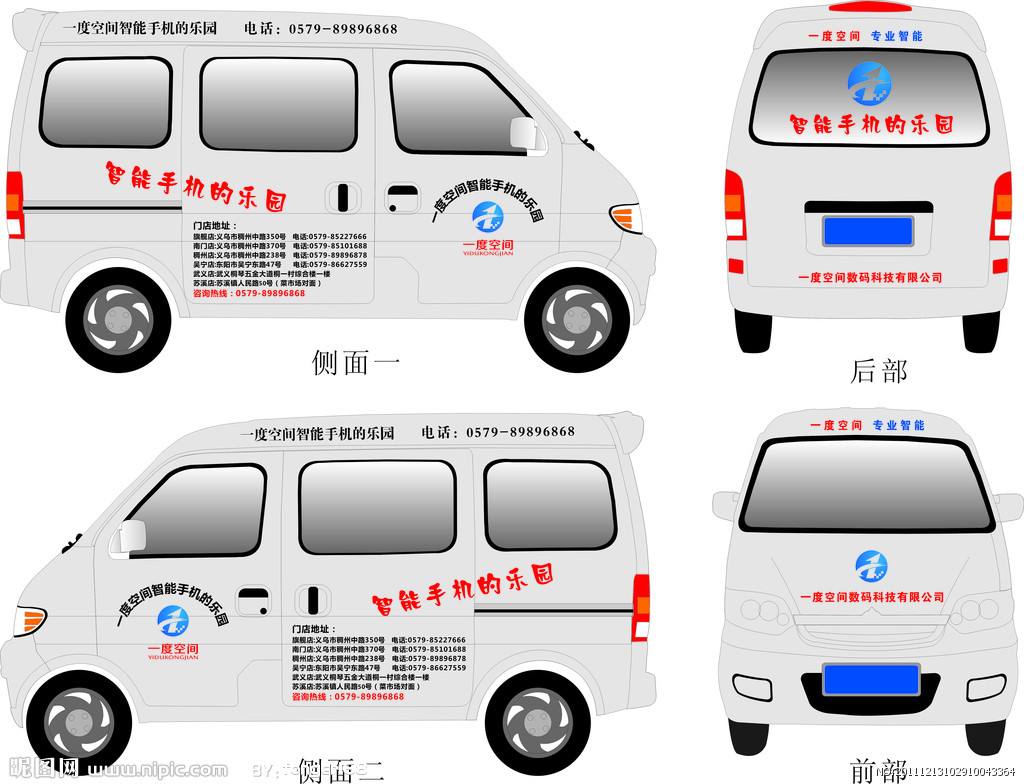 一度空间智能手机的乐园 电话：0579-89896868
智能手机的乐园
一度空间智能手机的乐园
一度空间
YIDUKONGJIAN
门店地址：
旗舰店:义乌市稠州中路350号 电话:0579-85227666
南门店:义乌市稠州中路370号 电话:0579-85101688
稠州店:义乌市稠州中路238号 电话:0579-89896878
吴宁店:东阳市吴宁东路47号 电话:0579-86627559
武义店:武义桐琴五金大道桐一村综合楼一楼
苏溪店:苏溪镇人民路50号（菜市场对面）
咨询热线：0579-89896868
侧面一
一度空间 专业智能
智能手机的乐园
一度空间数码科技有限公司
后部
一度空间智能手机的乐园 电话：0579-89896868
智能手机的乐园
一度空间智能手机的乐园
一度空间
YIDUKONGJIAN
门店地址：
旗舰店:义乌市稠州中路350号 电话:0579-85227666
南门店:义乌市稠州中路370号 电话:0579-85101688
稠州店:义乌市稠州中路238号 电话:0579-89896878
吴宁店:东阳市吴宁东路47号 电话:0579-86627559
武义店:武义桐琴五金大道桐一村综合楼一楼
苏溪店:苏溪镇人民路50号（菜市场对面）
咨询热线：0579-89896868
侧面二
一度空间 专业智能
一度空间数码科技有限公司
前部
昵图网 www.nipic.com
BY: